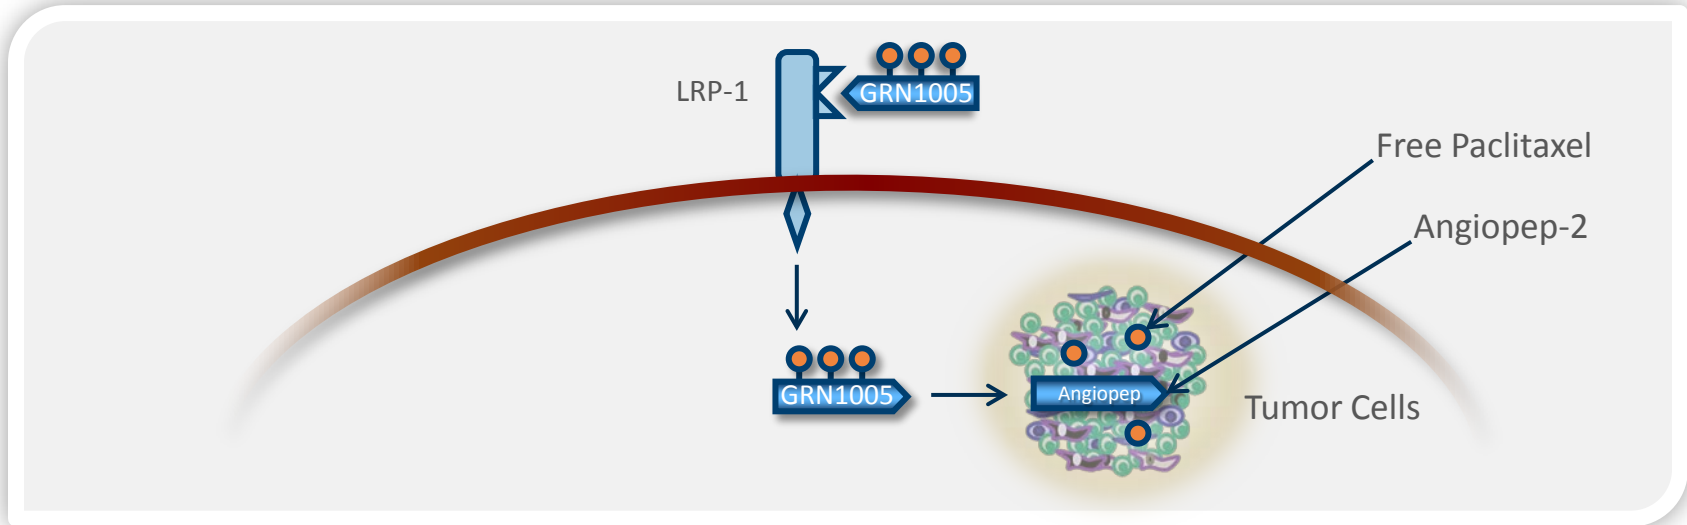 LRP-1
GRN1005
Free Paclitaxel
Angiopep-2
GRN1005
Angiopep
Tumor Cells